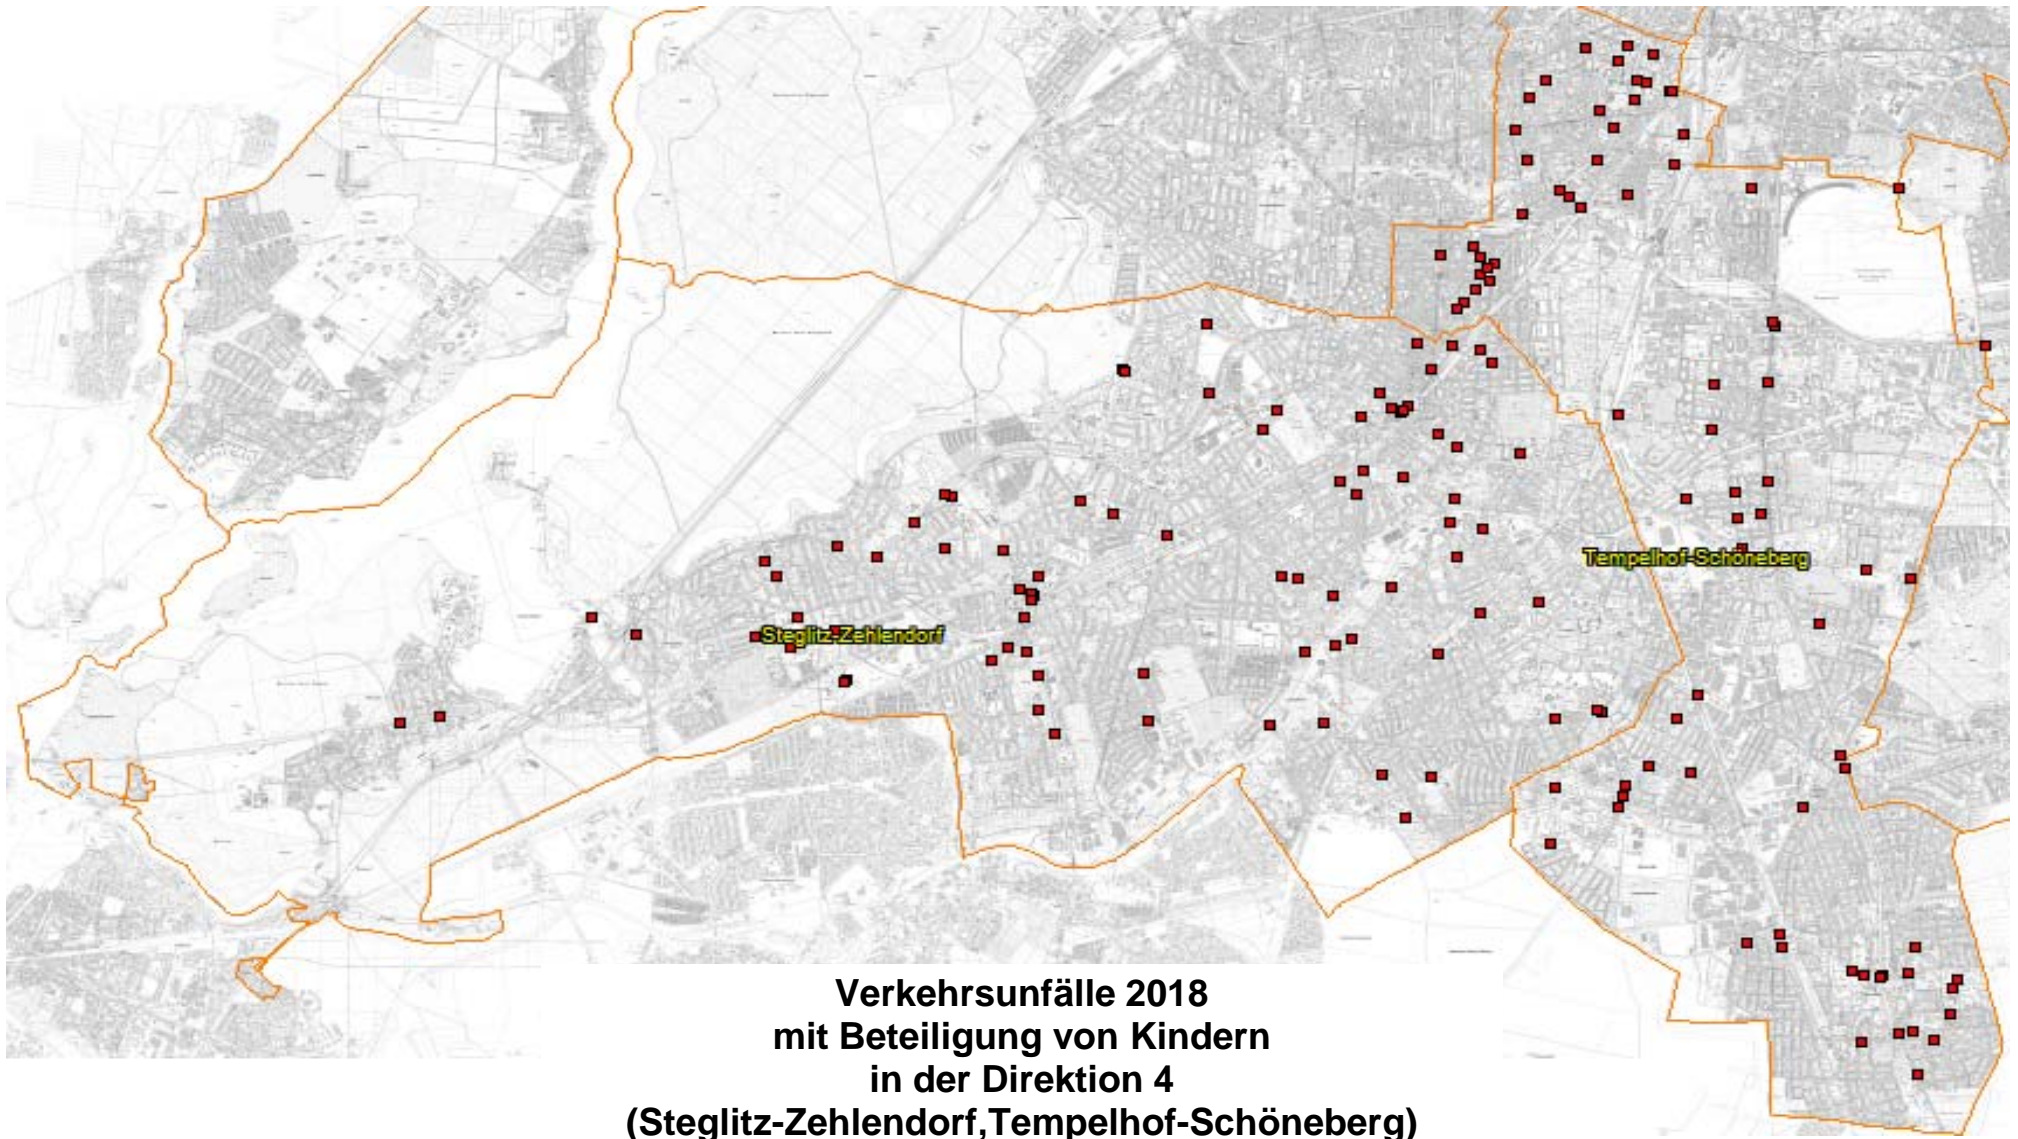 Tempelhof-Schöneberg
Steglitz-Zehlendorf
Verkehrsunfälle 2018
mit Beteiligung von Kindern
in der Direktion 4
(Steglitz-Zehlendorf,Tempelhof-Schöneberg)